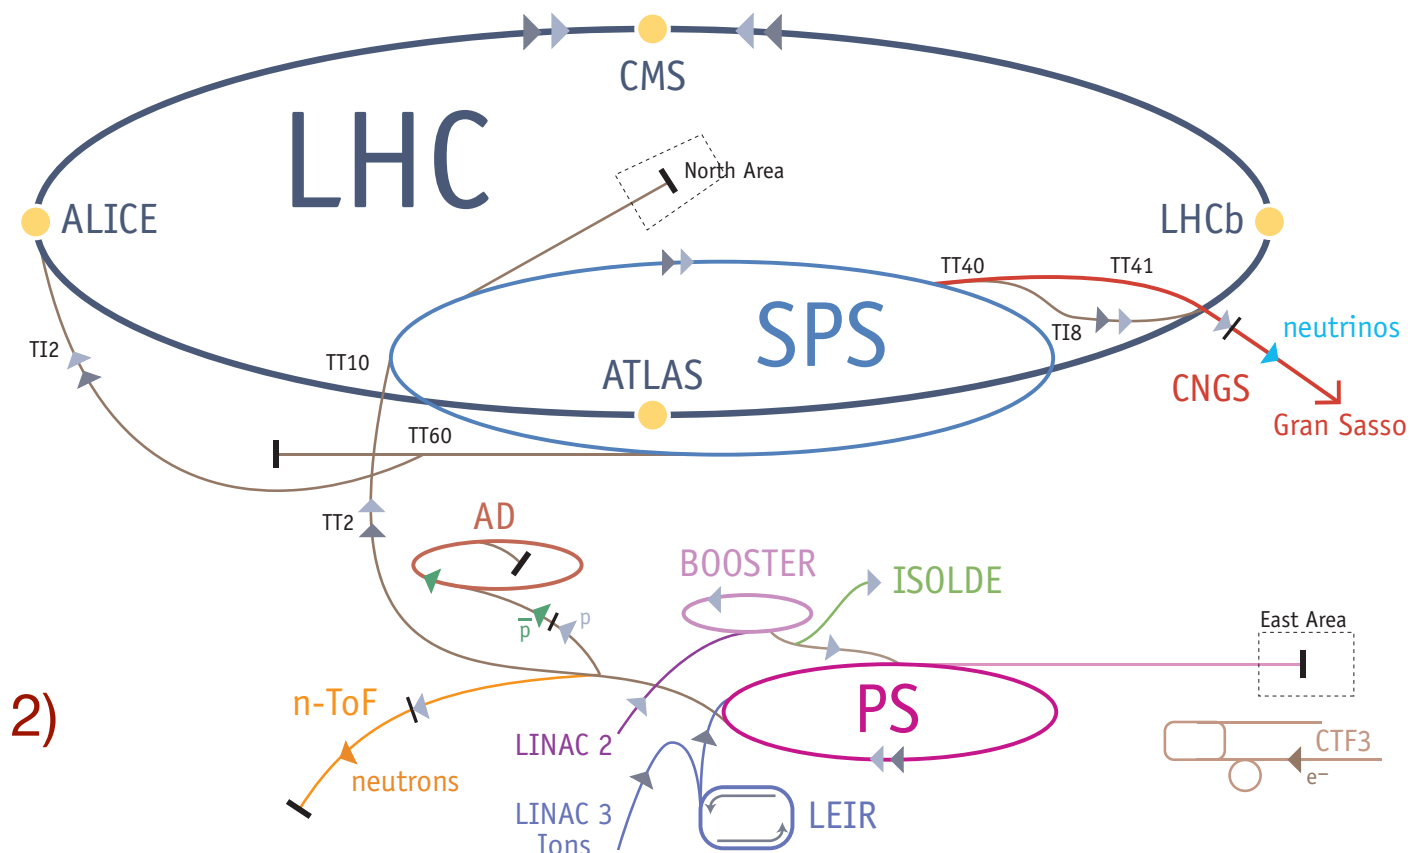 CMS
LHC
North Area
ALICE
LHCb
TT40
TT41
SPS
TI8
neutrinos
TI2
TT10
ATLAS
CNGS
Gran Sasso
TT60
AD
TT2
BOOSTER
ISOLDE
p̅
p
East Area
n-ToF
PS
2)
LINAC 2
CTF3
neutrons
e⁻
LINAC 3
Ions
LEIR